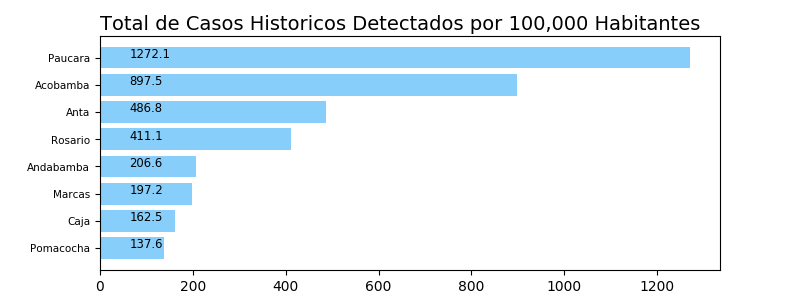 Total de Casos Historicos Detectados por 100,000 Habitantes
Paucara 1272.1
Acobamba 897.5
Anta 486.8
Rosario 411.1
Andabamba 206.6
Marcas 197.2
Caja 162.5
Pomacocha 137.6
0 200 400 600 800 1000 1200